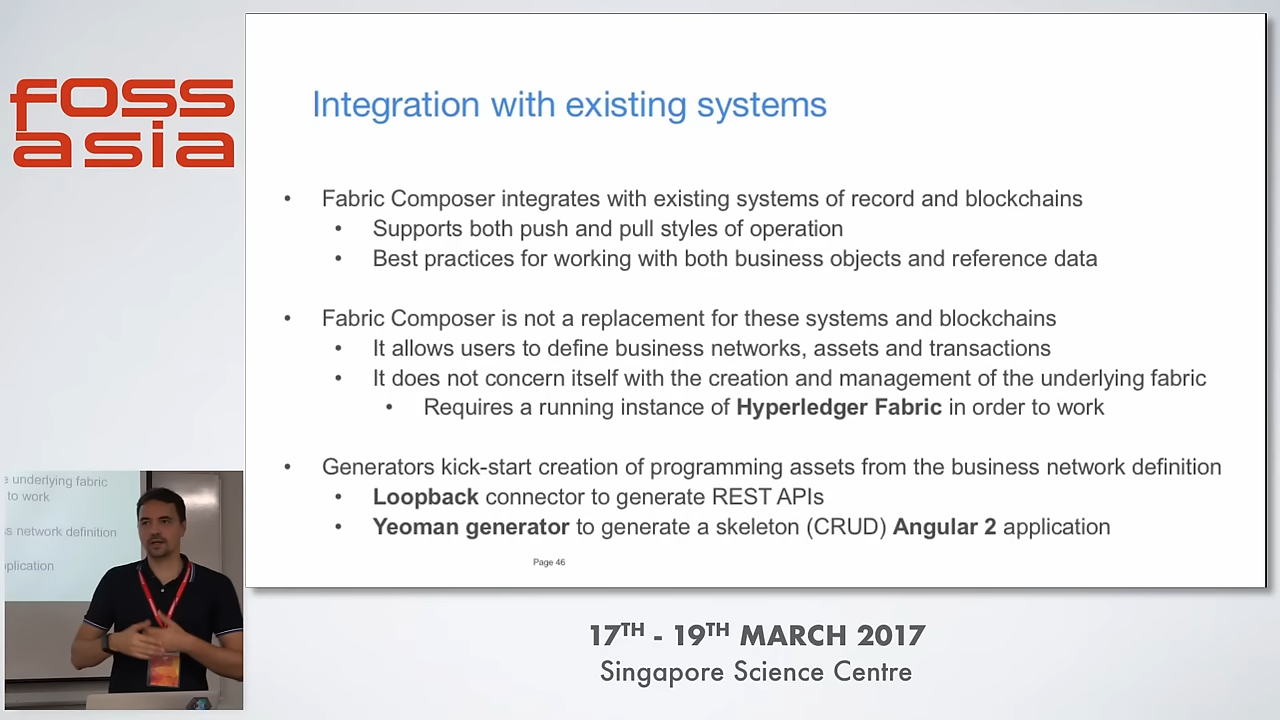 foss
asia
Integration with existing systems
• Fabric Composer integrates with existing systems of record and blockchains
• Supports both push and pull styles of operation
• Best practices for working with both business objects and reference data
• Fabric Composer is not a replacement for these systems and blockchains
• It allows users to define business networks, assets and transactions
• It does not concern itself with the creation and management of the underlying fabric
• Requires a running instance of Hyperledger Fabric in order to work
• Generators kick-start creation of programming assets from the business network definition
• Loopback connector to generate REST APIs
• Yeoman generator to generate a skeleton (CRUD) Angular 2 application
Page 46
underlying fabric
to work
network definition
plication
17TH - 19TH MARCH 2017
Singapore Science Centre